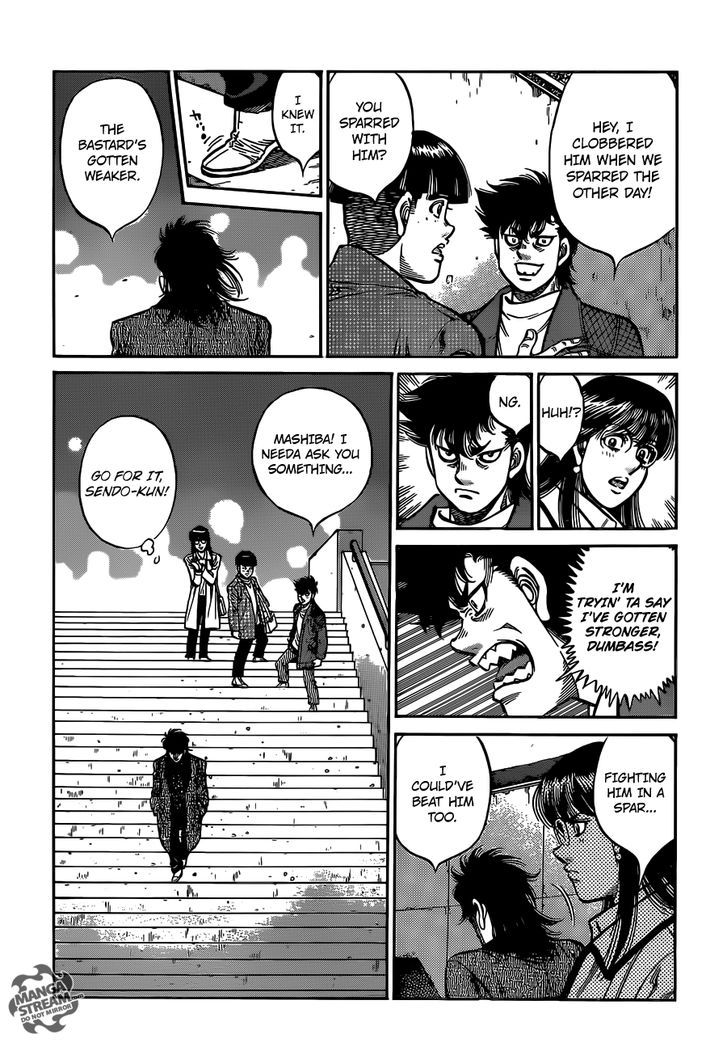 HEY, I
CLOBBERED
HIM WHEN WE
SPARRED THE
OTHER DAY!
YOU
SPARRED
WITH
HIM?
I
KNEW
IT.
THE
BASTARD'S
GOTTEN
WEAKER.
HUH!?
NG.
I'M
TRYIN' TA SAY
I'VE GOTTEN
STRONGER,
DUMBASS!
FIGHTING
HIM IN A
SPAR...
I
COULD'VE
BEAT HIM
TOO.
MASHIBA! I
NEEDA ASK YOU
SOMETHING...
GO FOR IT,
SENDO-KUN!
MANGA
STREAM.com
DO NOT MIRROR